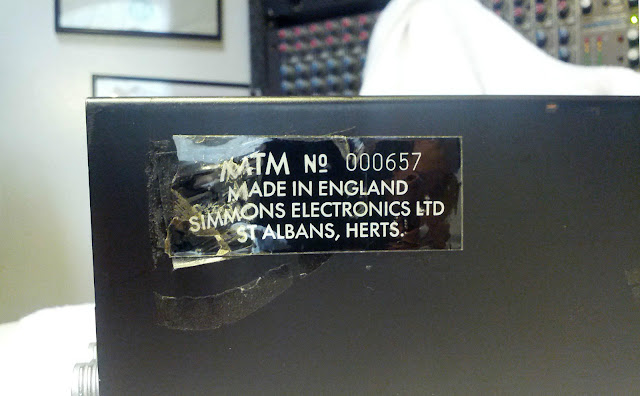 MTM Nº 000657
MADE IN ENGLAND
SIMMONS ELECTRONICS LTD
ST ALBANS, HERTS.